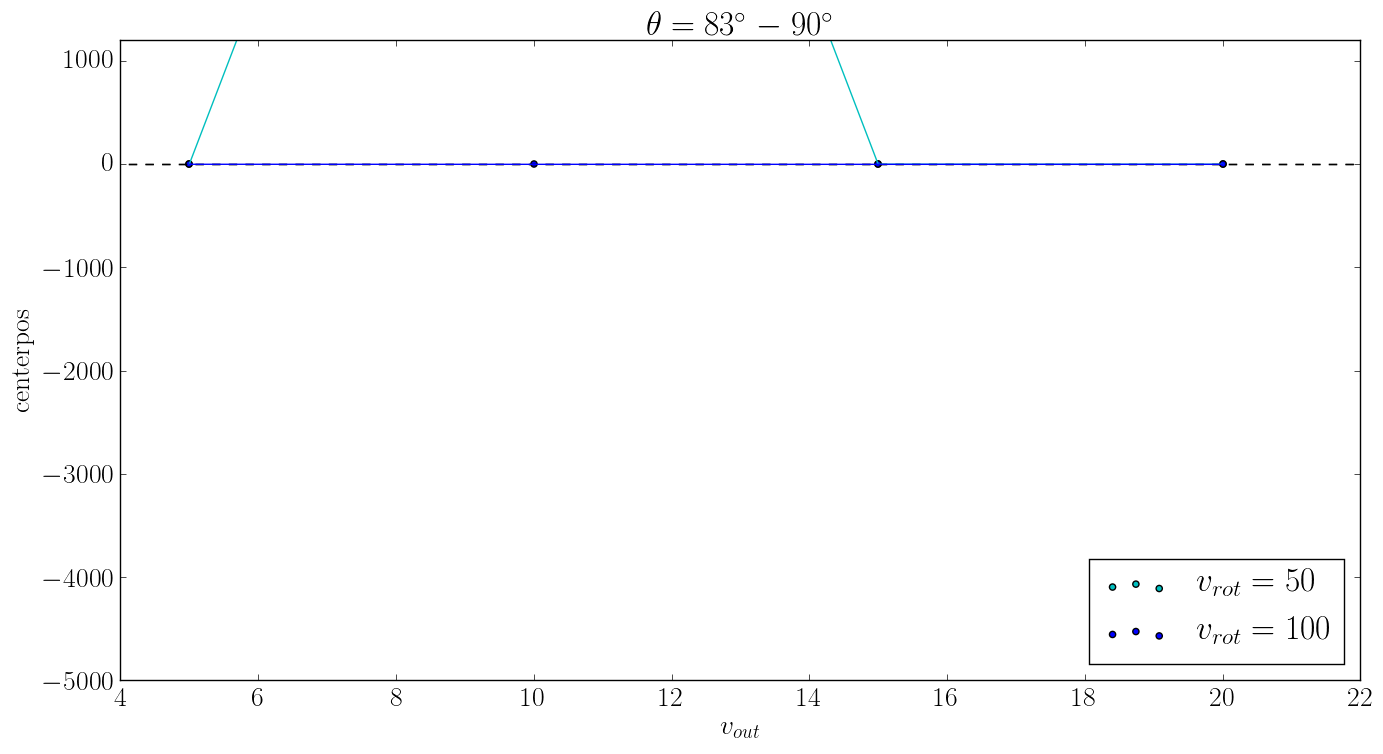 θ = 83° − 90°
1000
0
−1000
−2000
−3000
−4000
−5000
centerpos
4 6 8 10 12 14 16 18 20 22
v_out
v_rot = 50
v_rot = 100